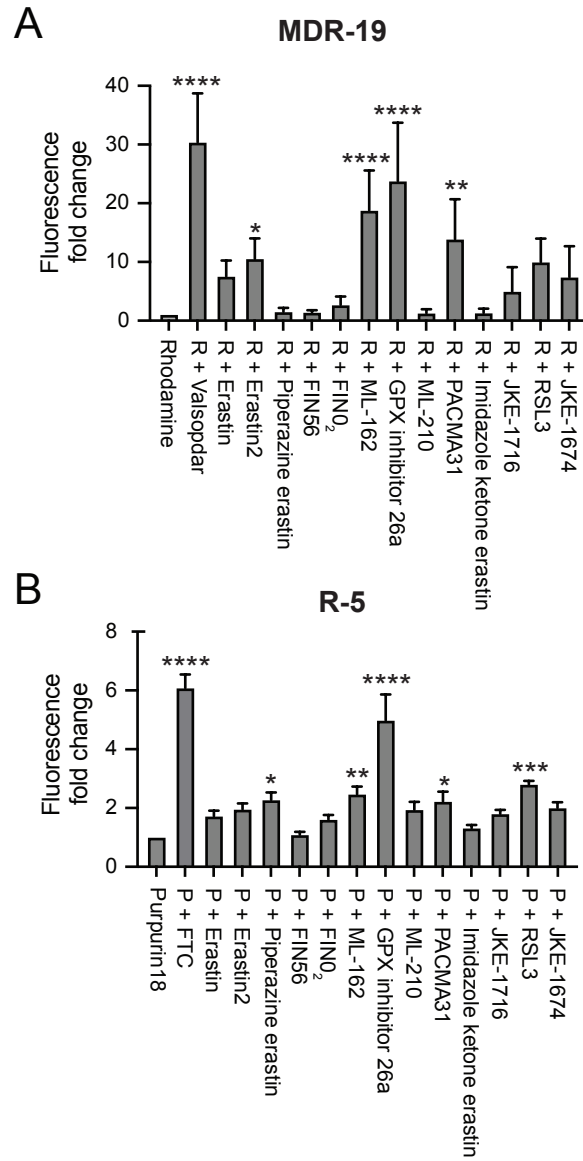 A
MDR-19
Fluorescence
fold change
40
30
20
10
0
****
*
****
****
**
Rhodamine
R + Valsopdar
R + Erastin
R + Erastin2
R + Piperazine erastin
R + FIN56
R + FIN0₂
R + ML-162
R + GPX inhibitor 26a
R + ML-210
R + PACMA31
R + Imidazole ketone erastin
R + JKE-1716
R + RSL3
R + JKE-1674
B
R-5
Fluorescence
fold change
8
6
4
2
0
****
*
**
****
*
***
Purpurin18
P + FTC
P + Erastin
P + Erastin2
P + Piperazine erastin
P + FIN56
P + FIN0₂
P + ML-162
P + GPX inhibitor 26a
P + ML-210
P + PACMA31
P + Imidazole ketone erastin
P + JKE-1716
P + RSL3
P + JKE-1674